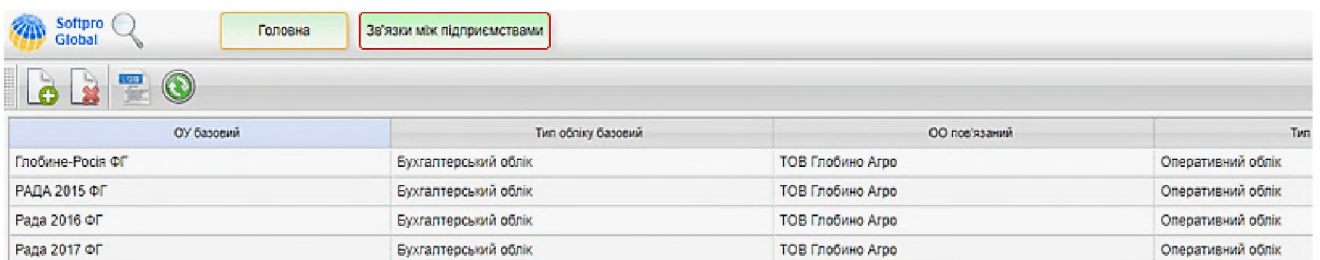 Softpro
Global
Головна
Зв'язки між підприємствами
LOG
ОУ базовий
Тип обліку базовий
ОО пов'язаний
Тип
Глобине-Росія ФГ
Бухгалтерський облік
ТОВ Глобино Агро
Оперативний облік
РАДА 2015 ФГ
Бухгалтерський облік
ТОВ Глобино Агро
Оперативний облік
Рада 2016 ФГ
Бухгалтерський облік
ТОВ Глобино Агро
Оперативний облік
Рада 2017 ФГ
Бухгалтерський облік
ТОВ Глобино Агро
Оперативний облік